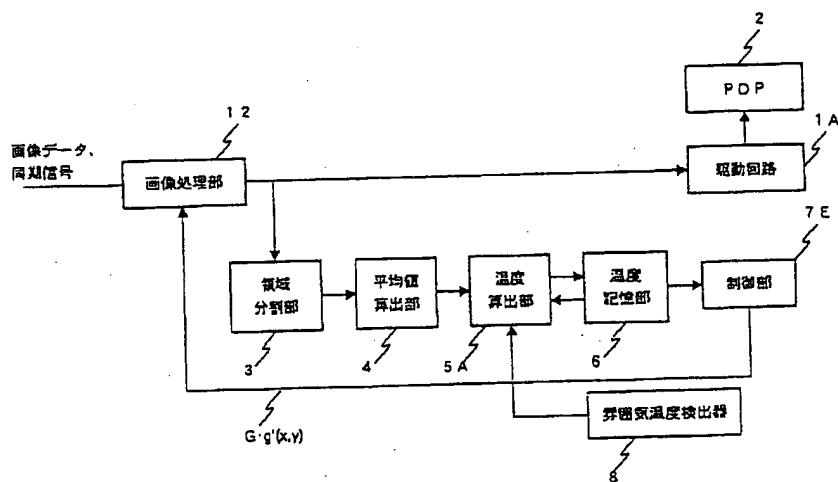 2
PDP
1A
12
画像データ、
同期信号
画像処理部
駆動回路
7E
領域
分割部
平均値
算出部
温度
算出部
温度
記憶部
制御部
3
4
5A
6
G・g'(x,y)
雰囲気温度検出器
8